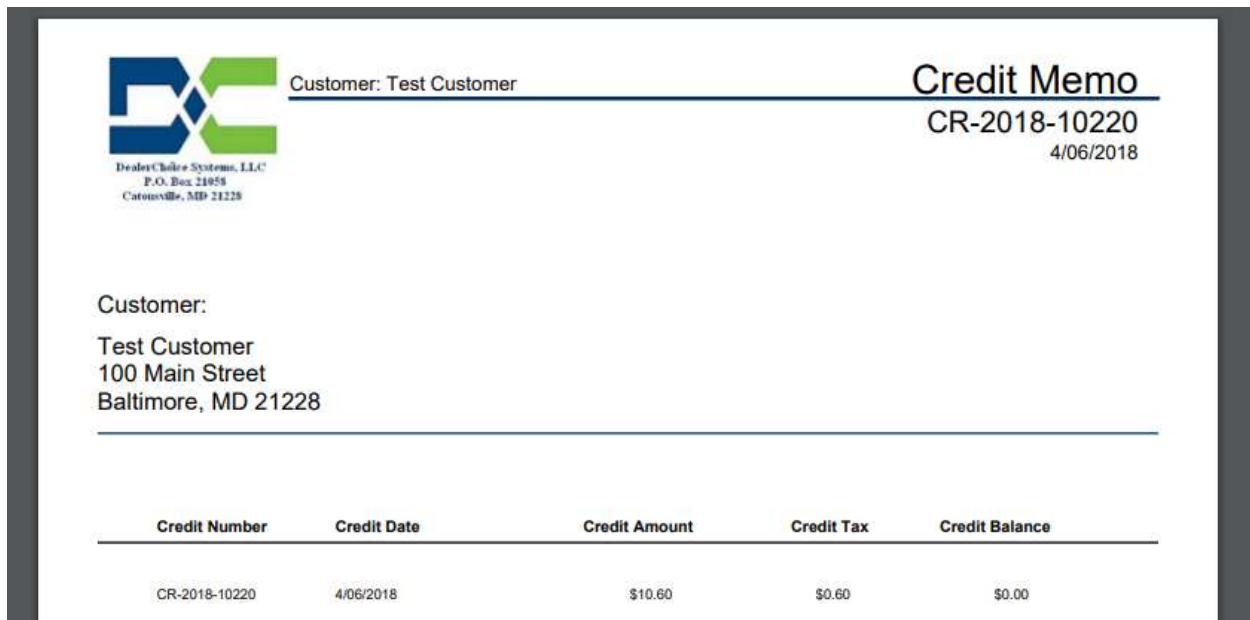 Customer: Test Customer
Credit Memo
CR-2018-10220
4/06/2018
DealerChoice Systems, LLC
P.O. Box 21058
Catonsville, MD 21228
Customer:
Test Customer
100 Main Street
Baltimore, MD 21228
Credit Number Credit Date Credit Amount Credit Tax Credit Balance
CR-2018-10220 4/06/2018 $10.60 $0.60 $0.00